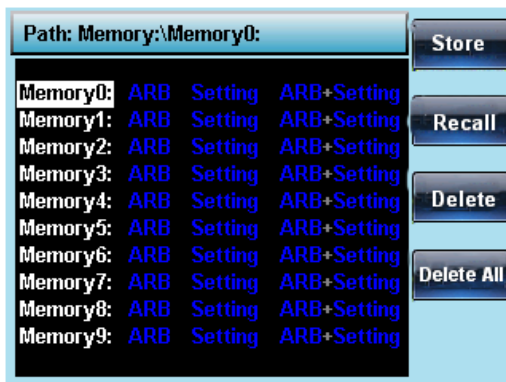 Path: Memory:\Memory0:
Memory0: ARB Setting ARB+Setting
Memory1: ARB Setting ARB+Setting
Memory2: ARB Setting ARB+Setting
Memory3: ARB Setting ARB+Setting
Memory4: ARB Setting ARB+Setting
Memory5: ARB Setting ARB+Setting
Memory6: ARB Setting ARB+Setting
Memory7: ARB Setting ARB+Setting
Memory8: ARB Setting ARB+Setting
Memory9: ARB Setting ARB+Setting
Store
Recall
Delete
Delete All